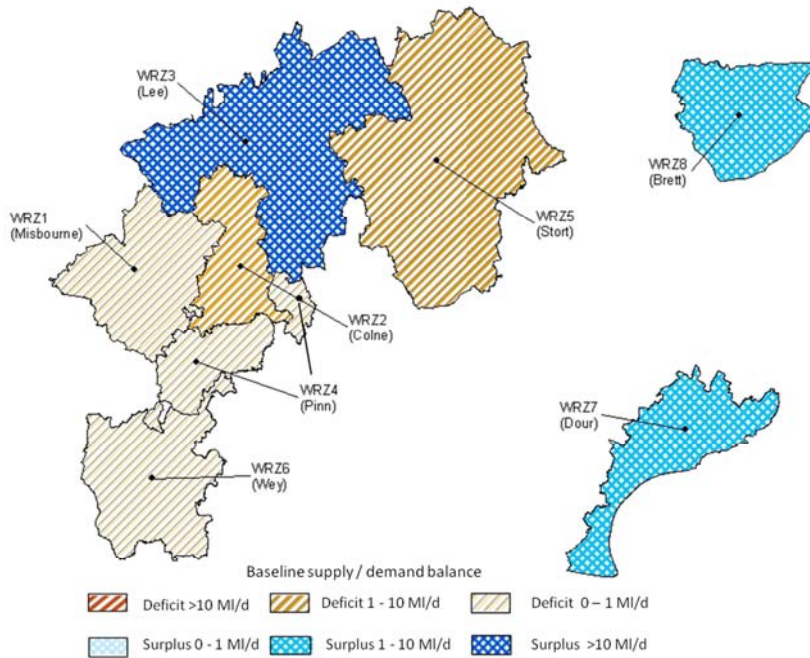 WRZ3
(Lee)
WRZ8
(Brett)
WRZ5
(Stort)
WRZ1
(Misbourne)
WRZ2
(Colne)
WRZ4
(Pinn)
WRZ7
(Dour)
WRZ6
(Wey)
Baseline supply / demand balance
Deficit >10 Ml/d
Deficit 1 - 10 Ml/d
Deficit 0 – 1 Ml/d
Surplus 0 - 1 Ml/d
Surplus 1 - 10 Ml/d
Surplus >10 Ml/d